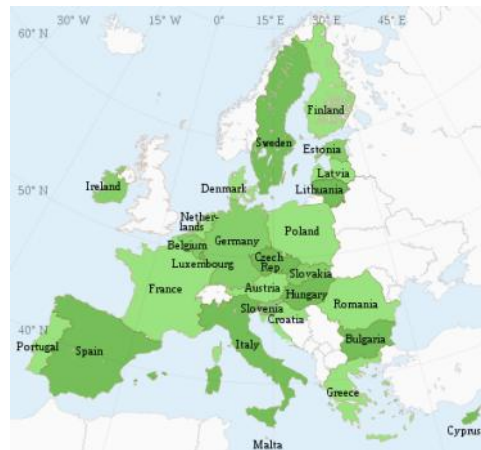 30° W
20° W
0°
15° E
30° E
45° E
60° N
Finland
Sweden
Estonia
Latvia
Lithuania
Ireland
Denmark
50° N
Nether-
lands
Poland
Belgium
Germany
Luxembourg
Czech
Rep
Slovakia
Austria
France
Hungary
Slovenia
Romania
Croatia
40° N
Portugal
Spain
Italy
Bulgaria
Greece
Cyprus
Malta